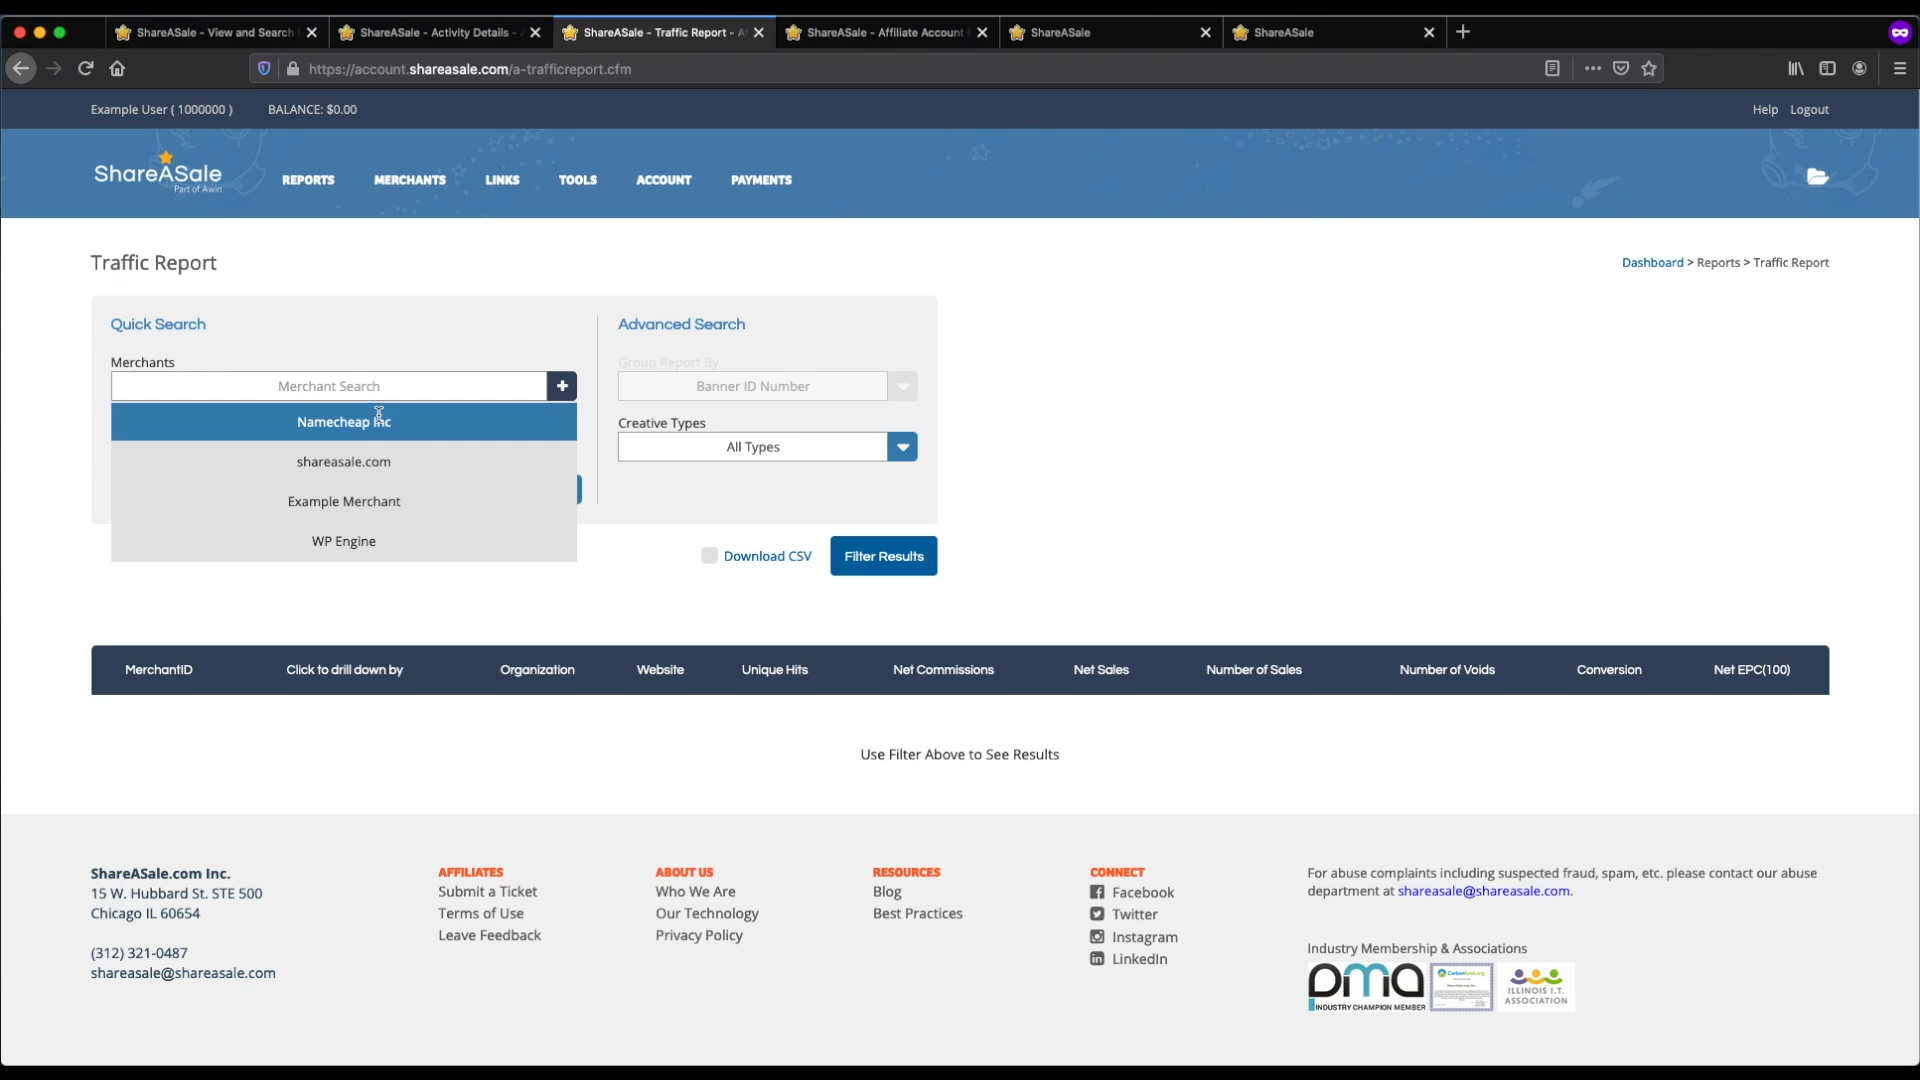 ShareASale - View and Search
ShareASale - Activity Details -
ShareASale - Traffic Report - A
ShareASale - Affiliate Account
ShareASale
ShareASale
https://account.shareasale.com/a-trafficreport.cfm
Example User ( 1000000 )
BALANCE: $0.00
Help
Logout
ShareASale
Part of Awin
REPORTS
MERCHANTS
LINKS
TOOLS
ACCOUNT
PAYMENTS
Traffic Report
Dashboard > Reports > Traffic Report
Quick Search
Merchants
Merchant Search
Namecheap Inc
shareasale.com
Example Merchant
WP Engine
Advanced Search
Group Report By
Banner ID Number
Creative Types
All Types
Download CSV
Filter Results
MerchantID
Click to drill down by
Organization
Website
Unique Hits
Net Commissions
Net Sales
Number of Sales
Number of Voids
Conversion
Net EPC(100)
Use Filter Above to See Results
ShareASale.com Inc.
15 W. Hubbard St. STE 500
Chicago IL 60654
(312) 321-0487
shareasale@shareasale.com
AFFILIATES
Submit a Ticket
Terms of Use
Leave Feedback
ABOUT US
Who We Are
Our Technology
Privacy Policy
RESOURCES
Blog
Best Practices
CONNECT
Facebook
Twitter
Instagram
LinkedIn
For abuse complaints including suspected fraud, spam, etc. please contact our abuse
department at shareasale@shareasale.com.
Industry Membership & Associations
DMA
INDUSTRY CHAMPION MEMBER
ILLINOIS I.T.
ASSOCIATION